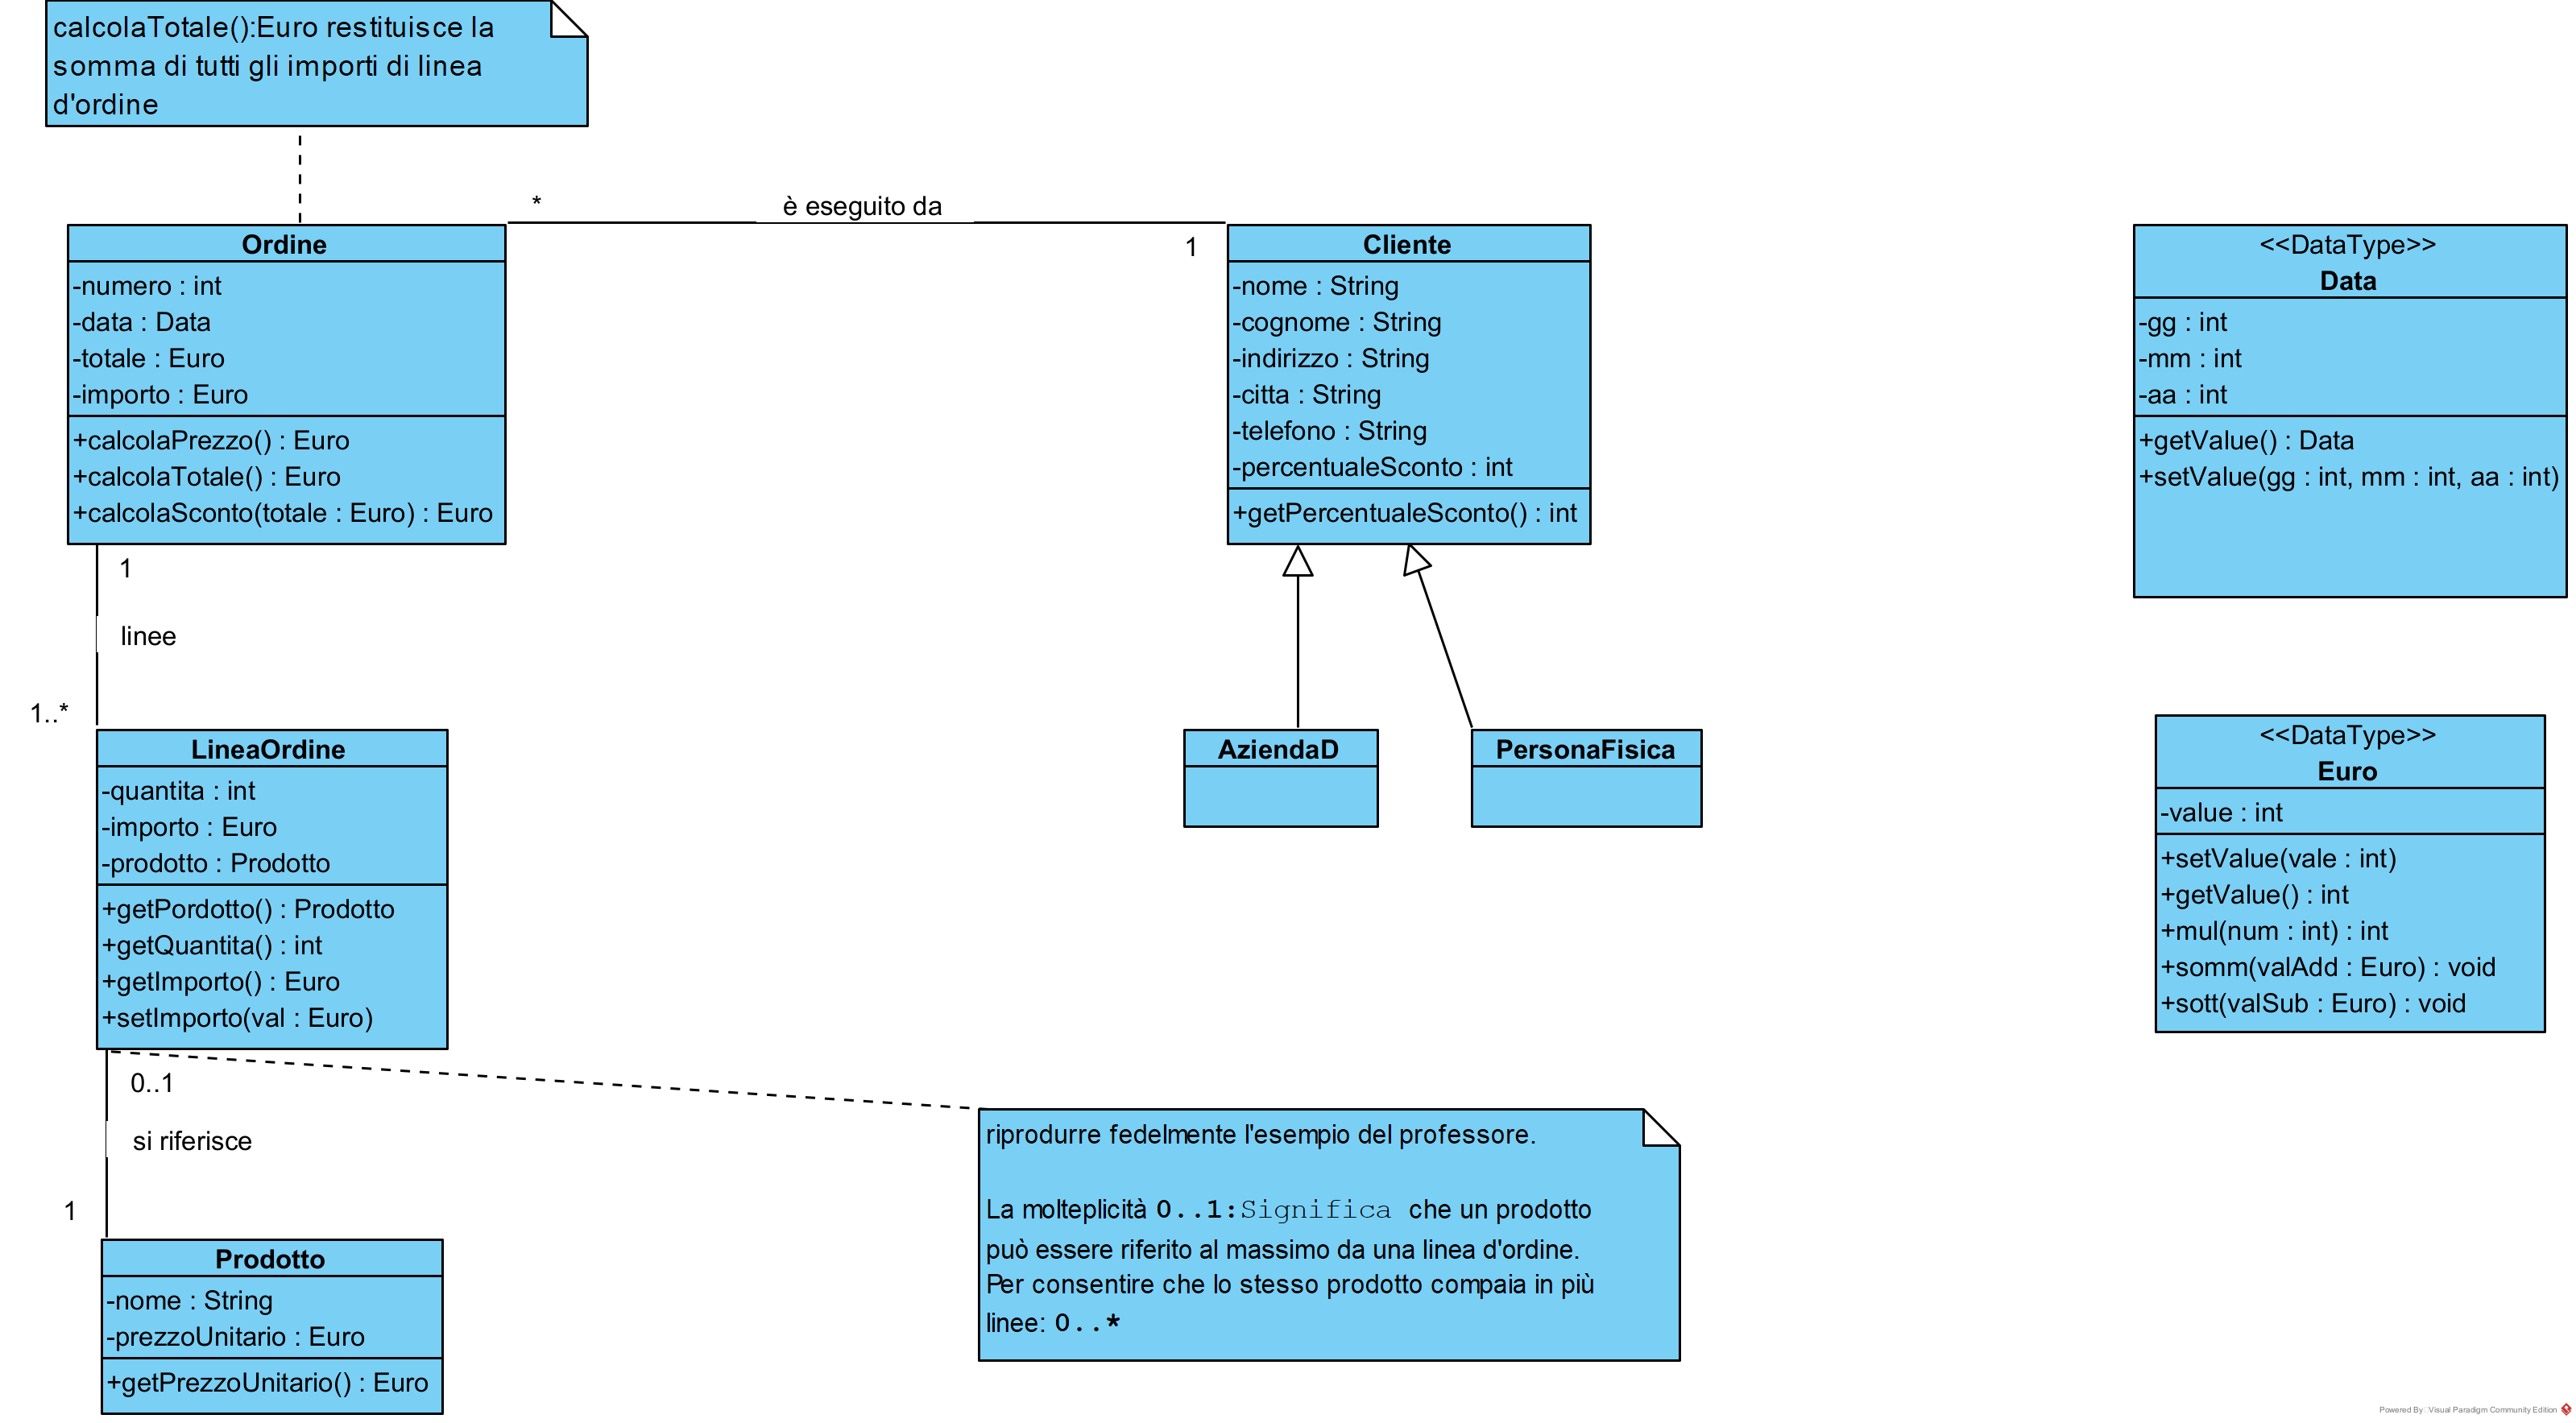 calcolaTotale():Euro restituisce la
somma di tutti gli importi di linea
d'ordine
*
è eseguito da
1
Ordine
-numero : int
-data : Data
-totale : Euro
-importo : Euro
+calcolaPrezzo() : Euro
+calcolaTotale() : Euro
+calcolaSconto(totale : Euro) : Euro
Cliente
-nome : String
-cognome : String
-indirizzo : String
-citta : String
-telefono : String
-percentualeSconto : int
+getPercentualeSconto() : int
<<DataType>>
Data
-gg : int
-mm : int
-aa : int
+getValue() : Data
+setValue(gg : int, mm : int, aa : int)
1
linee
1..*
LineaOrdine
-quantita : int
-importo : Euro
-prodotto : Prodotto
+getPordotto() : Prodotto
+getQuantita() : int
+getImporto() : Euro
+setImporto(val : Euro)
AziendaD
PersonaFisica
<<DataType>>
Euro
-value : int
+setValue(vale : int)
+getValue() : int
+mul(num : int) : int
+somm(valAdd : Euro) : void
+sott(valSub : Euro) : void
0..1
si riferisce
1
riprodurre fedelmente l'esempio del professore.
La molteplicità 0..1:Significa che un prodotto
può essere riferito al massimo da una linea d'ordine.
Per consentire che lo stesso prodotto compaia in più
linee: 0..*
Prodotto
-nome : String
-prezzoUnitario : Euro
+getPrezzoUnitario() : Euro
Powered By Visual Paradigm Community Edition